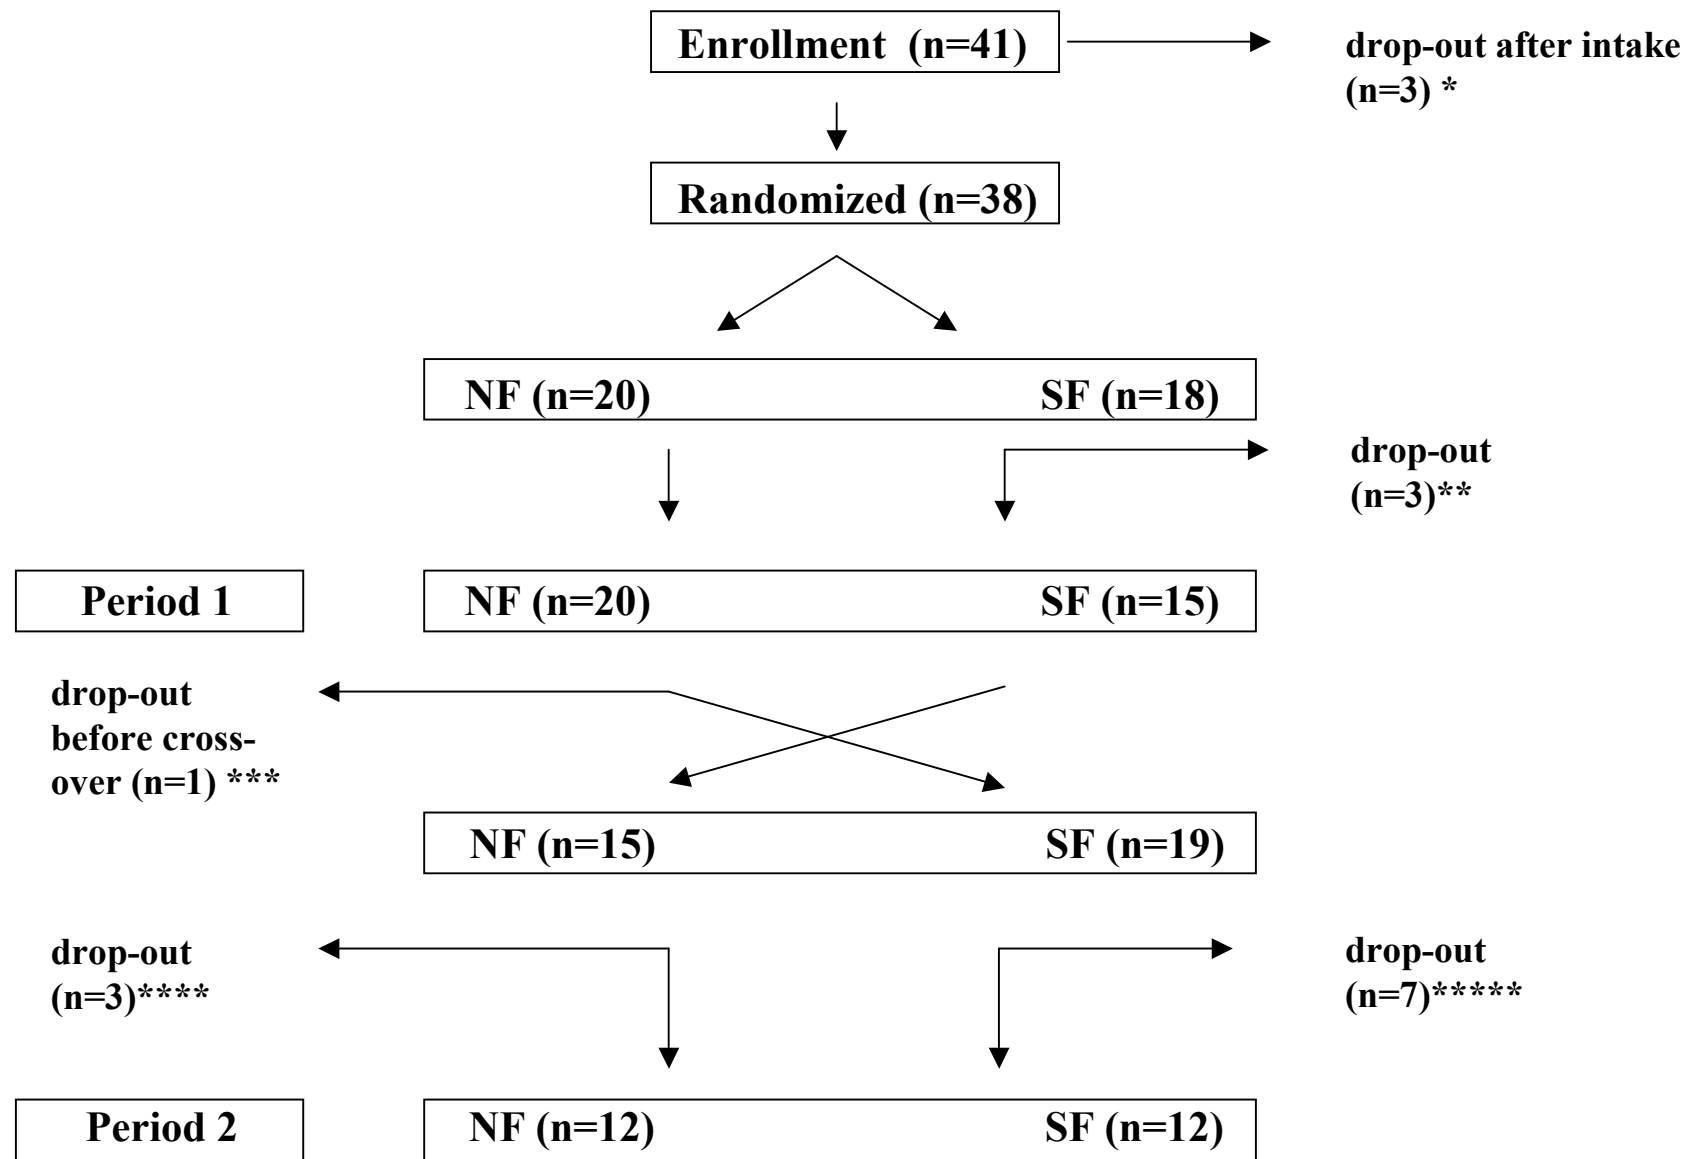 Enrollment (n=41)
drop-out after intake
(n=3) *
Randomized (n=38)
NF (n=20) SF (n=18)
drop-out
(n=3)**
Period 1
NF (n=20) SF (n=15)
drop-out
before cross-
over (n=1) ***
NF (n=15) SF (n=19)
drop-out
(n=3)****
drop-out
(n=7)*****
Period 2
NF (n=12) SF (n=12)